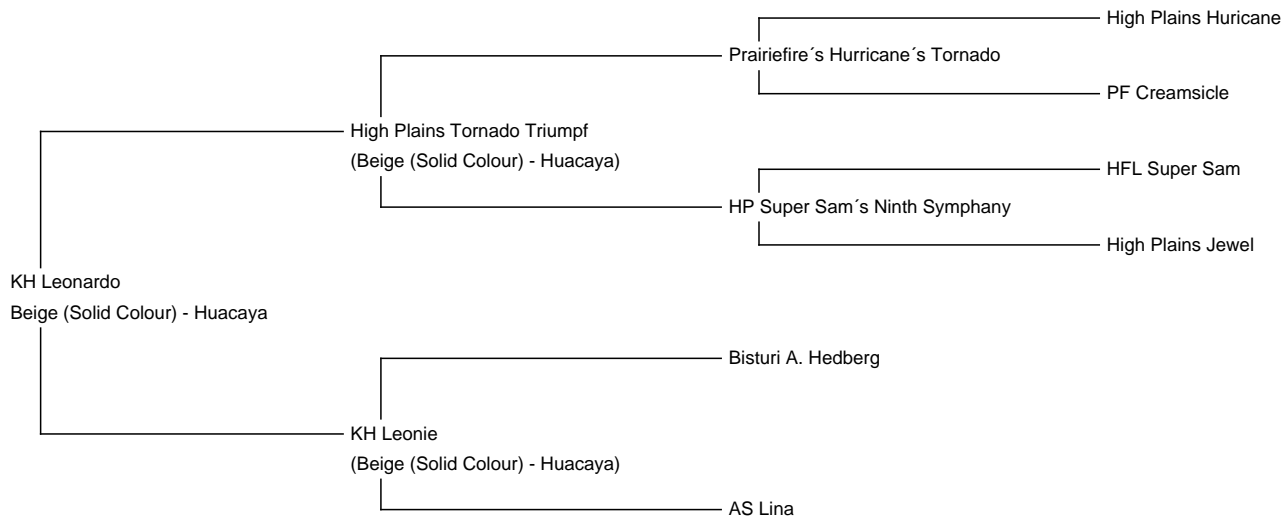 High Plains Huricane
Prairiefire´s Hurricane´s Tornado
PF Creamsicle
High Plains Tornado Triumpf
(Beige (Solid Colour) - Huacaya)
HFL Super Sam
HP Super Sam´s Ninth Symphany
High Plains Jewel
KH Leonardo
Beige (Solid Colour) - Huacaya
Bisturi A. Hedberg
KH Leonie
(Beige (Solid Colour) - Huacaya)
AS Lina